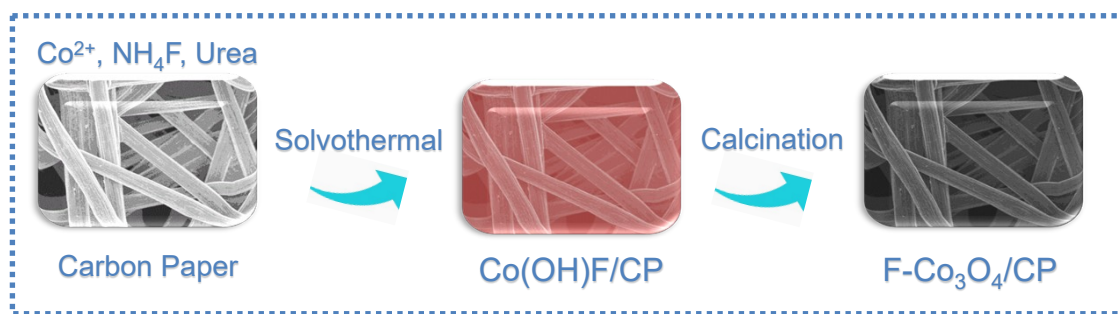 Co²⁺, NH₄F, Urea
Solvothermal
Calcination
Carbon Paper
Co(OH)F/CP
F-Co₃O₄/CP